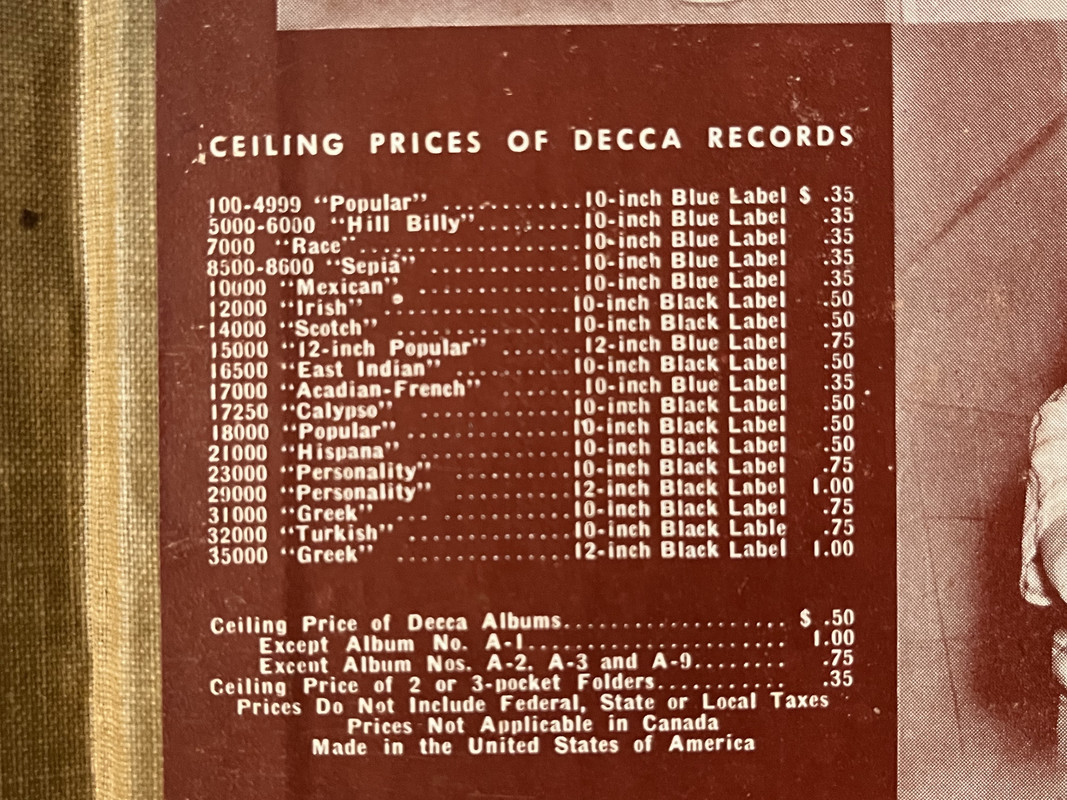 CEILING PRICES OF DECCA RECORDS
100-4999 "Popular" ............10-inch Blue Label $ .35
5000-6000 "Hill Billy".........10-inch Blue Label .35
7000 "Race"....................10-inch Blue Label .35
8500-8600 "Sepia" .............10-inch Blue Label .35
10000 "Mexican" ...............10-inch Blue Label .35
12000 "Irish" .................10-inch Black Label .50
14000 "Scotch" ................10-inch Black Label .50
15000 "12-inch Popular" .......12-inch Blue Label .75
16500 "East Indian" ...........10-inch Black Label .50
17000 "Acadian-French" ........10-inch Blue Label .35
17250 "Calypso" ...............10-inch Black Label .50
18000 "Popular" ...............10-inch Black Label .50
21000 "Hispana" ...............10-inch Black Label .50
23000 "Personality" ...........10-inch Black Label .75
29000 "Personality" ...........12-inch Black Label 1.00
31000 "Greek" ... .............10-inch Black Label .75
32000 "Turkish" ...............10-inch Black Lable .75
35000 "Greek" .................12-inch Black Label 1.00
Ceiling Price of Decca Albums...................... $ .50
Except Album No. A-1.......................... 1.00
Except Album Nos. A-2, A-3 and A-9........ .75
Ceiling Price of 2 or 3-pocket Folders........... .35
Prices Do Not Include Federal, State or Local Taxes
Prices Not Applicable in Canada
Made in the United States of America